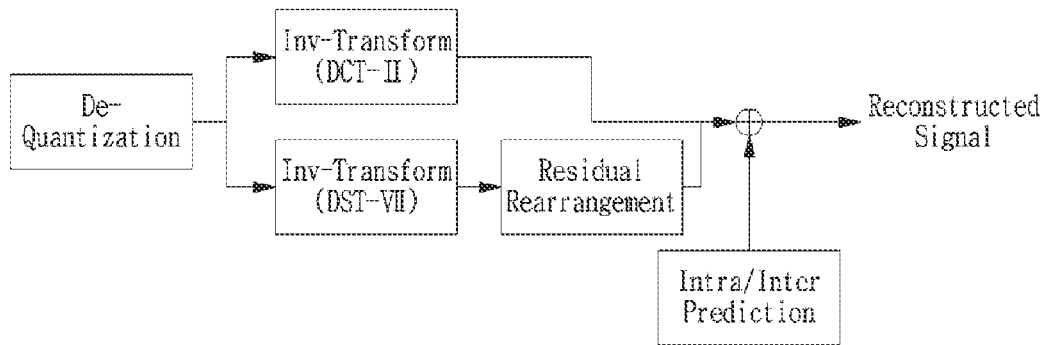 De-
Quantization
Inv-Transform
(DCT-Ⅱ)
Inv-Transform
(DST-Ⅶ)
Residual
Rearrangement
Intra/Inter
Prediction
Reconstructed
Signal